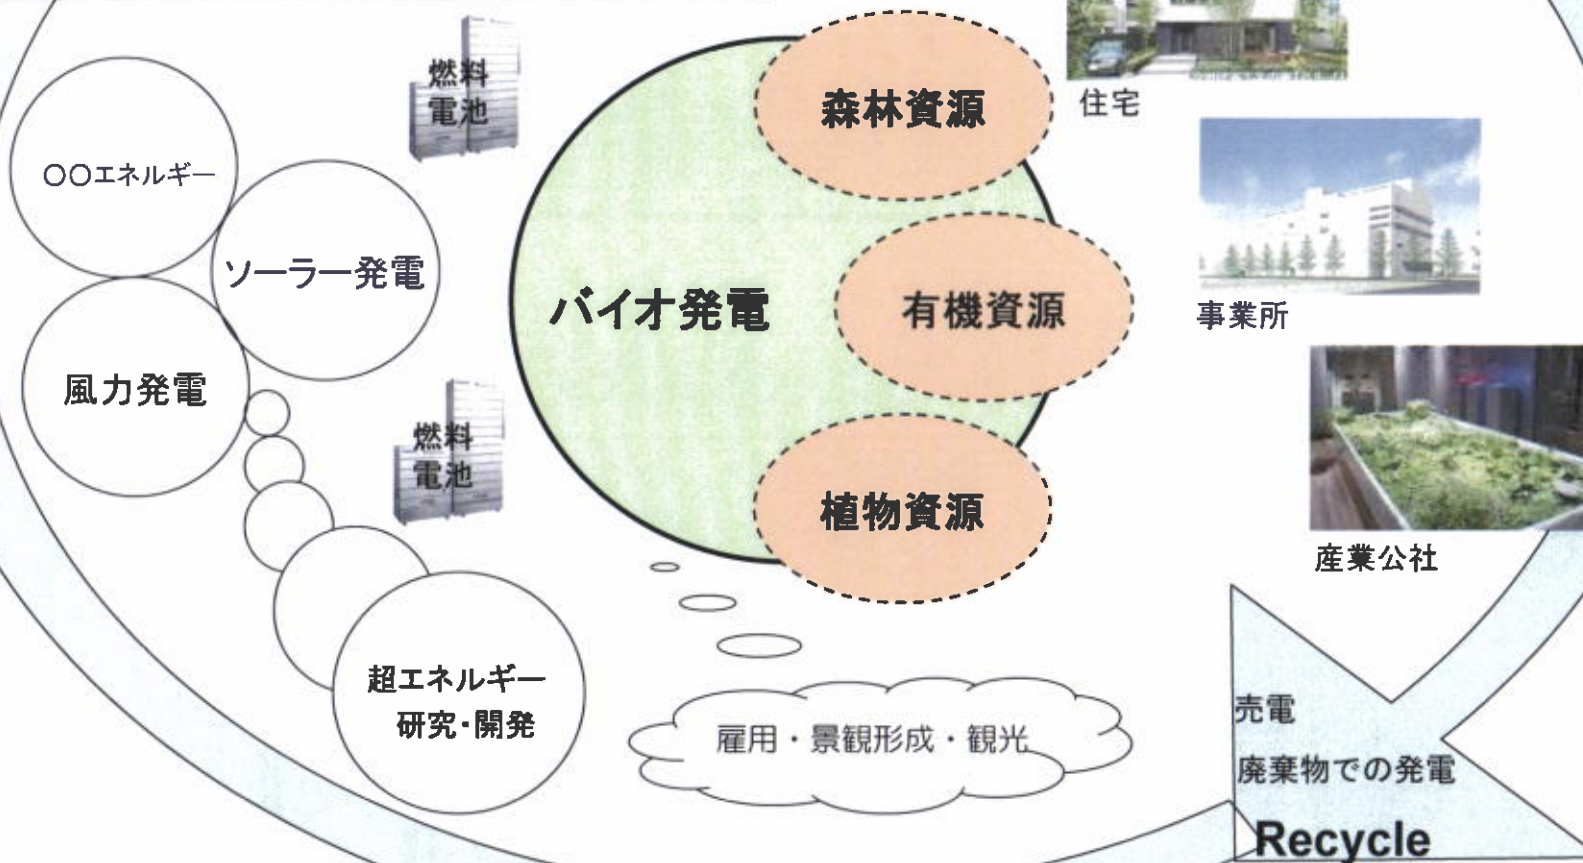 燃料
電池
森林資源
住宅
〇〇エネルギー
ソーラー発電
バイオ発電
有機資源
事業所
風力発電
燃料
電池
植物資源
産業公社
超エネルギー
研究・開発
雇用・景観形成・観光
売電
廃棄物での発電
Recycle